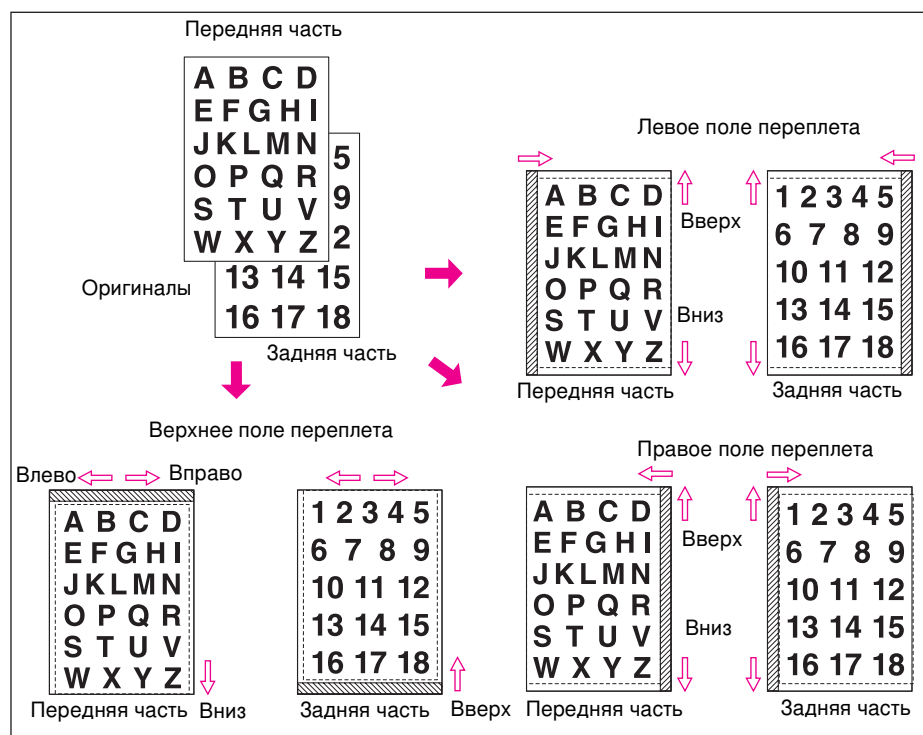 Передняя часть
A B C D
E F G H I
J K L M N
O P Q R
S T U V
W X Y Z
5
9
2
13 14 15
16 17 18
Оригиналы
Задняя часть
Левое поле переплета
A B C D
E F G H I
J K L M N
O P Q R
S T U V
W X Y Z
Вверх
Вниз
Передняя часть
1 2 3 4 5
6 7 8 9
10 11 12
13 14 15
16 17 18
Задняя часть
Верхнее поле переплета
Влево Вправо
A B C D
E F G H I
J K L M N
O P Q R
S T U V
W X Y Z
Передняя часть
Вниз
1 2 3 4 5
6 7 8 9
10 11 12
13 14 15
16 17 18
Задняя часть
Вверх
Правое поле переплета
A B C D
E F G H I
J K L M N
O P Q R
S T U V
W X Y Z
Вверх
Вниз
Передняя часть
1 2 3 4 5
6 7 8 9
10 11 12
13 14 15
16 17 18
Задняя часть